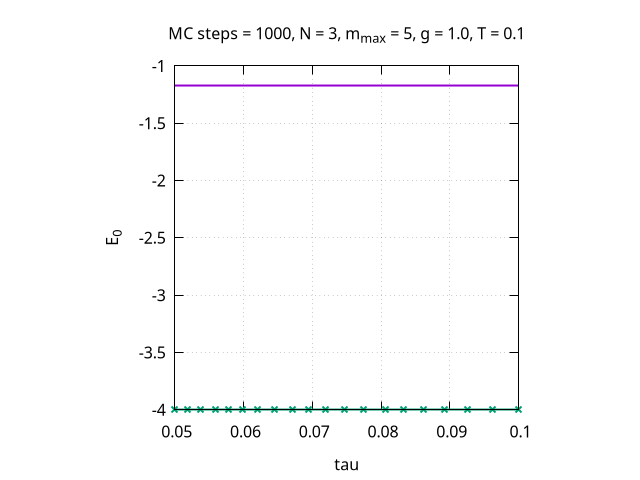 MC steps = 1000, N = 3, m_max = 5, g = 1.0, T = 0.1
-1
-1.5
-2
-2.5
E_0
-3
-3.5
-4
0.05 0.06 0.07 0.08 0.09 0.1
tau